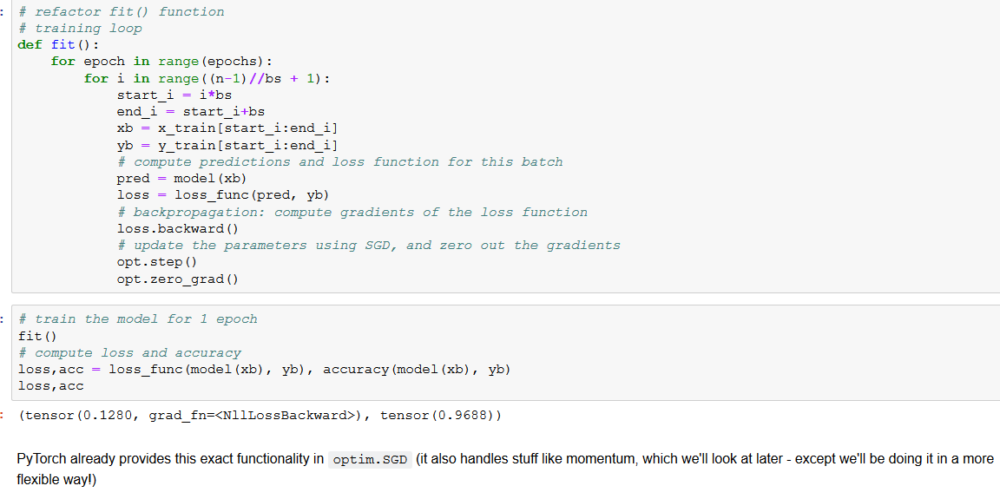 # refactor fit() function
# training loop
def fit():
    for epoch in range(epochs):
        for i in range((n-1)//bs + 1):
            start_i = i*bs
            end_i = start_i+bs
            xb = x_train[start_i:end_i]
            yb = y_train[start_i:end_i]
            # compute predictions and loss function for this batch
            pred = model(xb)
            loss = loss_func(pred, yb)
            # backpropagation: compute gradients of the loss function
            loss.backward()
            # update the parameters using SGD, and zero out the gradients
            opt.step()
            opt.zero_grad()
# train the model for 1 epoch
fit()
# compute loss and accuracy
loss,acc = loss_func(model(xb), yb), accuracy(model(xb), yb)
loss,acc
(tensor(0.1280, grad_fn=<NllLossBackward>), tensor(0.9688))
PyTorch already provides this exact functionality in optim.SGD (it also handles stuff like momentum, which we'll look at later - except we'll be doing it in a more
flexible way!)